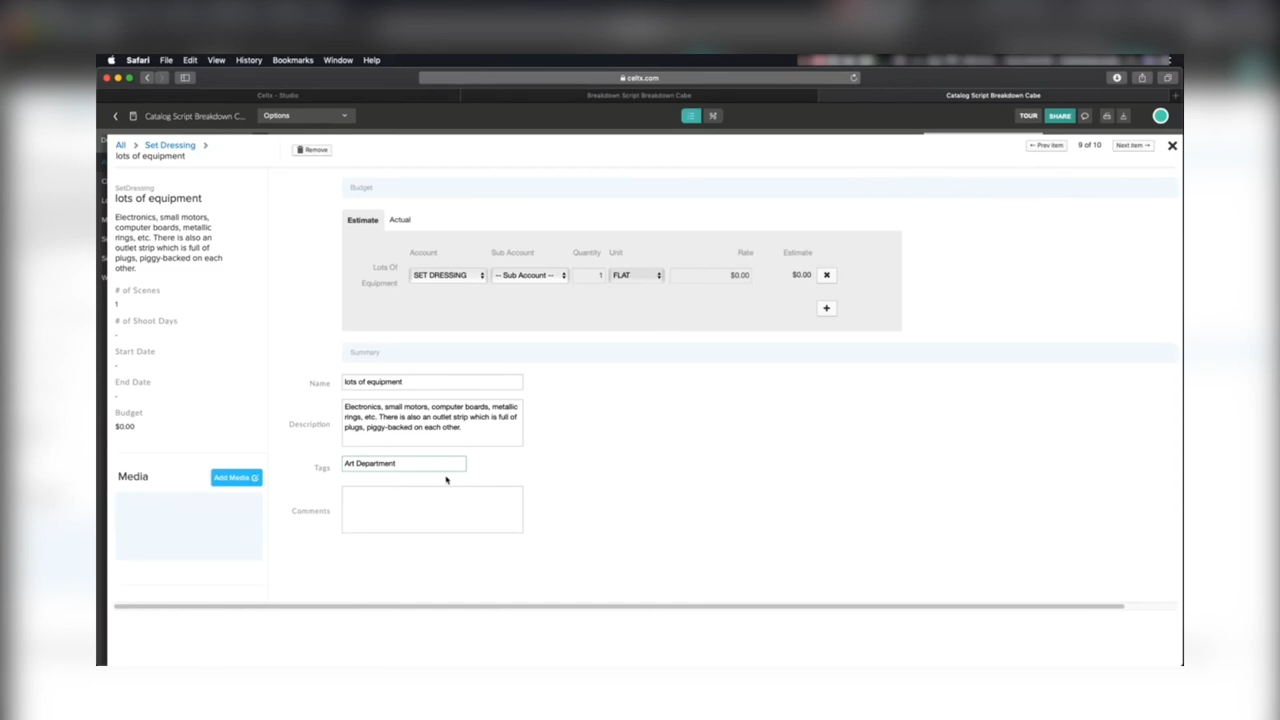 Safari File Edit View History Bookmarks Window Help
celtx.com
Celtx - Studio
Breakdown Script Breakdown Cabe
Catalog Script Breakdown Cabe
Catalog Script Breakdown C...
Options
TOUR
SHARE
All > Set Dressing >
lots of equipment
Remove
← Prev item
9 of 10
Next item →
SetDressing
lots of equipment
Electronics, small motors,
computer boards, metallic
rings, etc. There is also an
outlet strip which is full of
plugs, piggy-backed on each
other.
# of Scenes
1
# of Shoot Days
-
Start Date
-
End Date
-
Budget
$0.00
Media
Add Media
Budget
Estimate Actual
Account Sub Account Quantity Unit Rate Estimate
Lots Of
Equipment
SET DRESSING -- Sub Account -- 1 FLAT $0.00 $0.00
Summary
Name
lots of equipment
Description
Electronics, small motors, computer boards, metallic
rings, etc. There is also an outlet strip which is full of
plugs, piggy-backed on each other.
Tags
Art Department
Comments